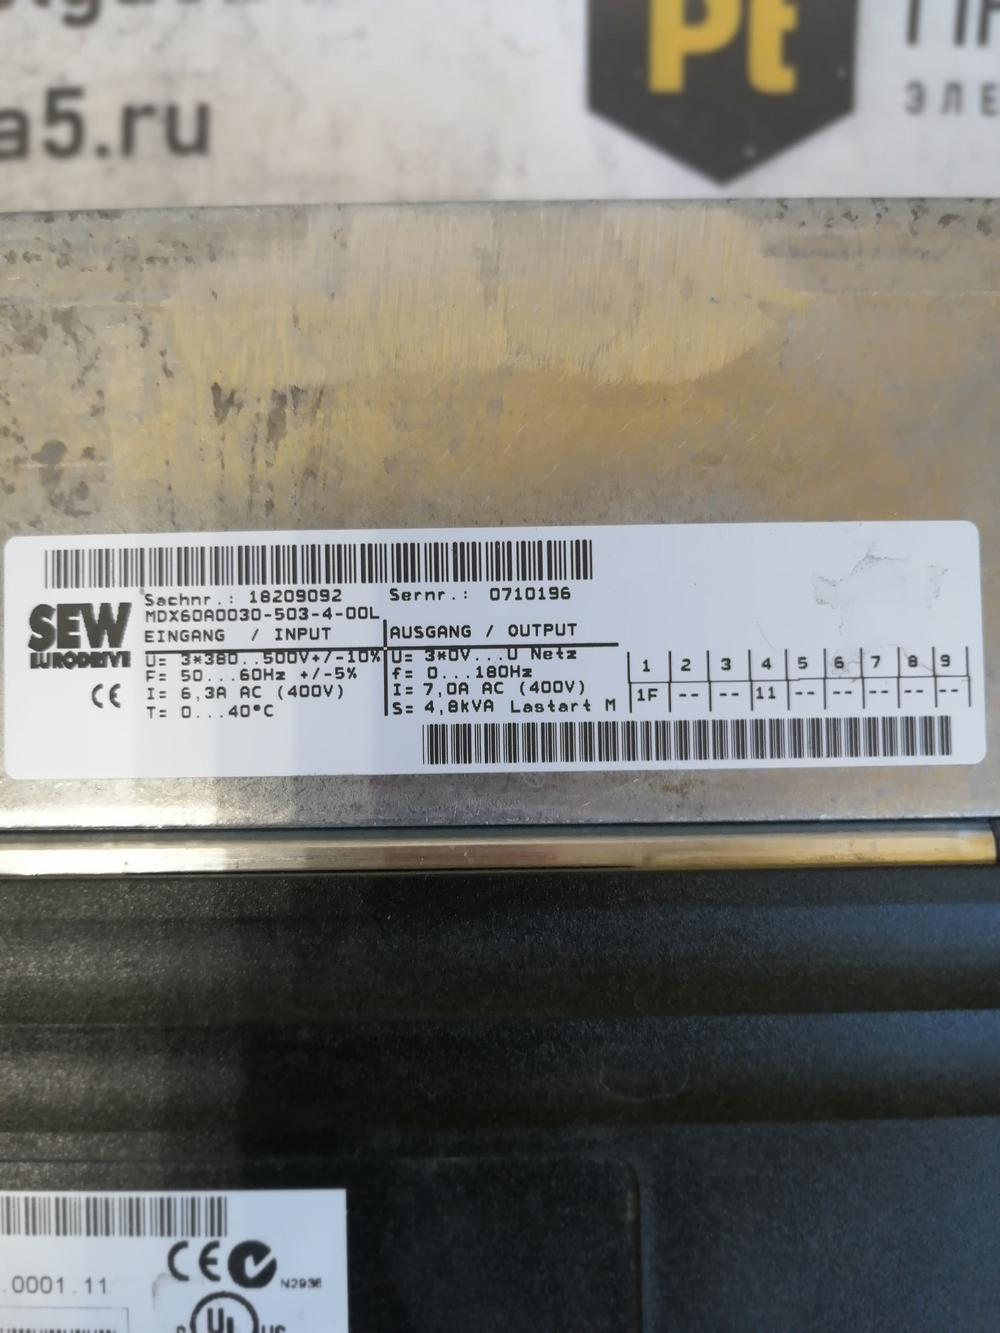 a5.ru
Pt
ЭЛЕ
Sachnr.: 18209092 Sernr.: 0710196
MDX60A0030-503-4-00L
SEW
EURODRIVE
CE
EINGANG / INPUT
U= 3*380..500V+/-10%
F= 50...60Hz +/-5%
I= 6,3A AC (400V)
T= 0...40°C
AUSGANG / OUTPUT
U= 3*0V...U Netz
f= 0...180Hz
I= 7,0A AC (400V)
S= 4,8kVA Lastart M
1 2 3 4 5 6 7 8 9
1F -- -- 11 -- -- -- -- --
.0001.11
CE
N2936
c UL US